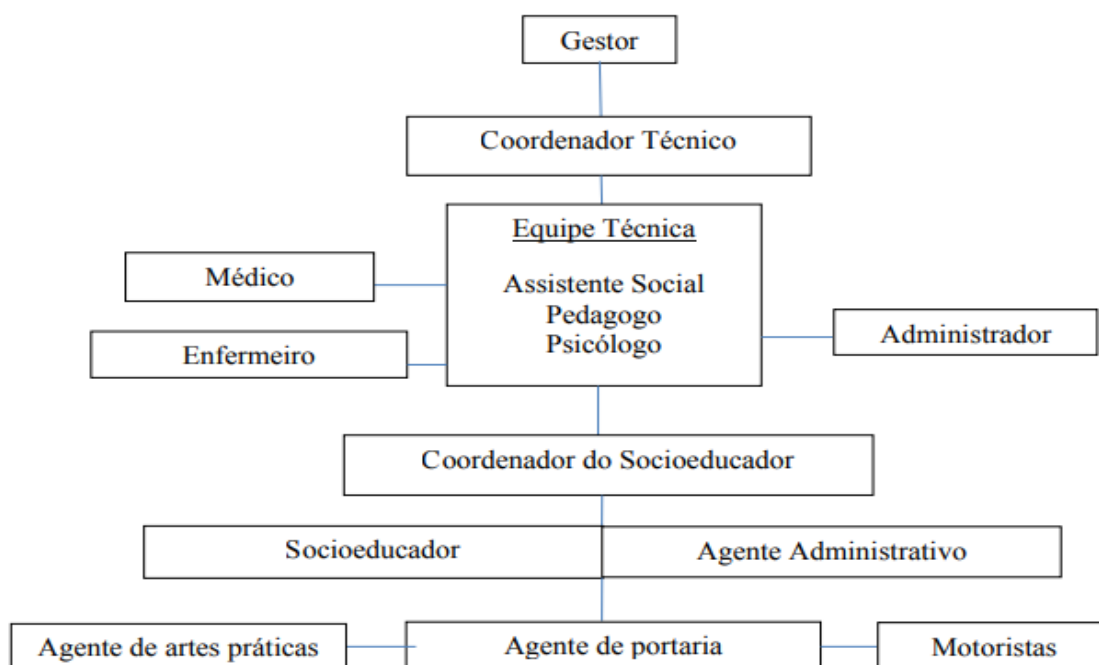 Gestor
Coordenador Técnico
Equipe Técnica
Assistente Social
Pedagogo
Psicólogo
Médico
Enfermeiro
Administrador
Coordenador do Socioeducador
Socioeducador
Agente Administrativo
Agente de artes práticas
Agente de portaria
Motoristas